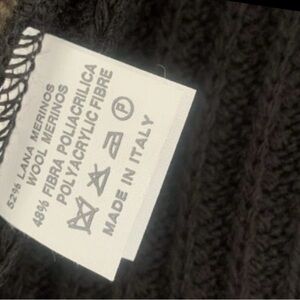 52% LANA MERINOS
WOOL MERINOS
48% FIBRA POLIACRILICA
POLYACRYLIC FIBRE
P
MADE IN ITALY